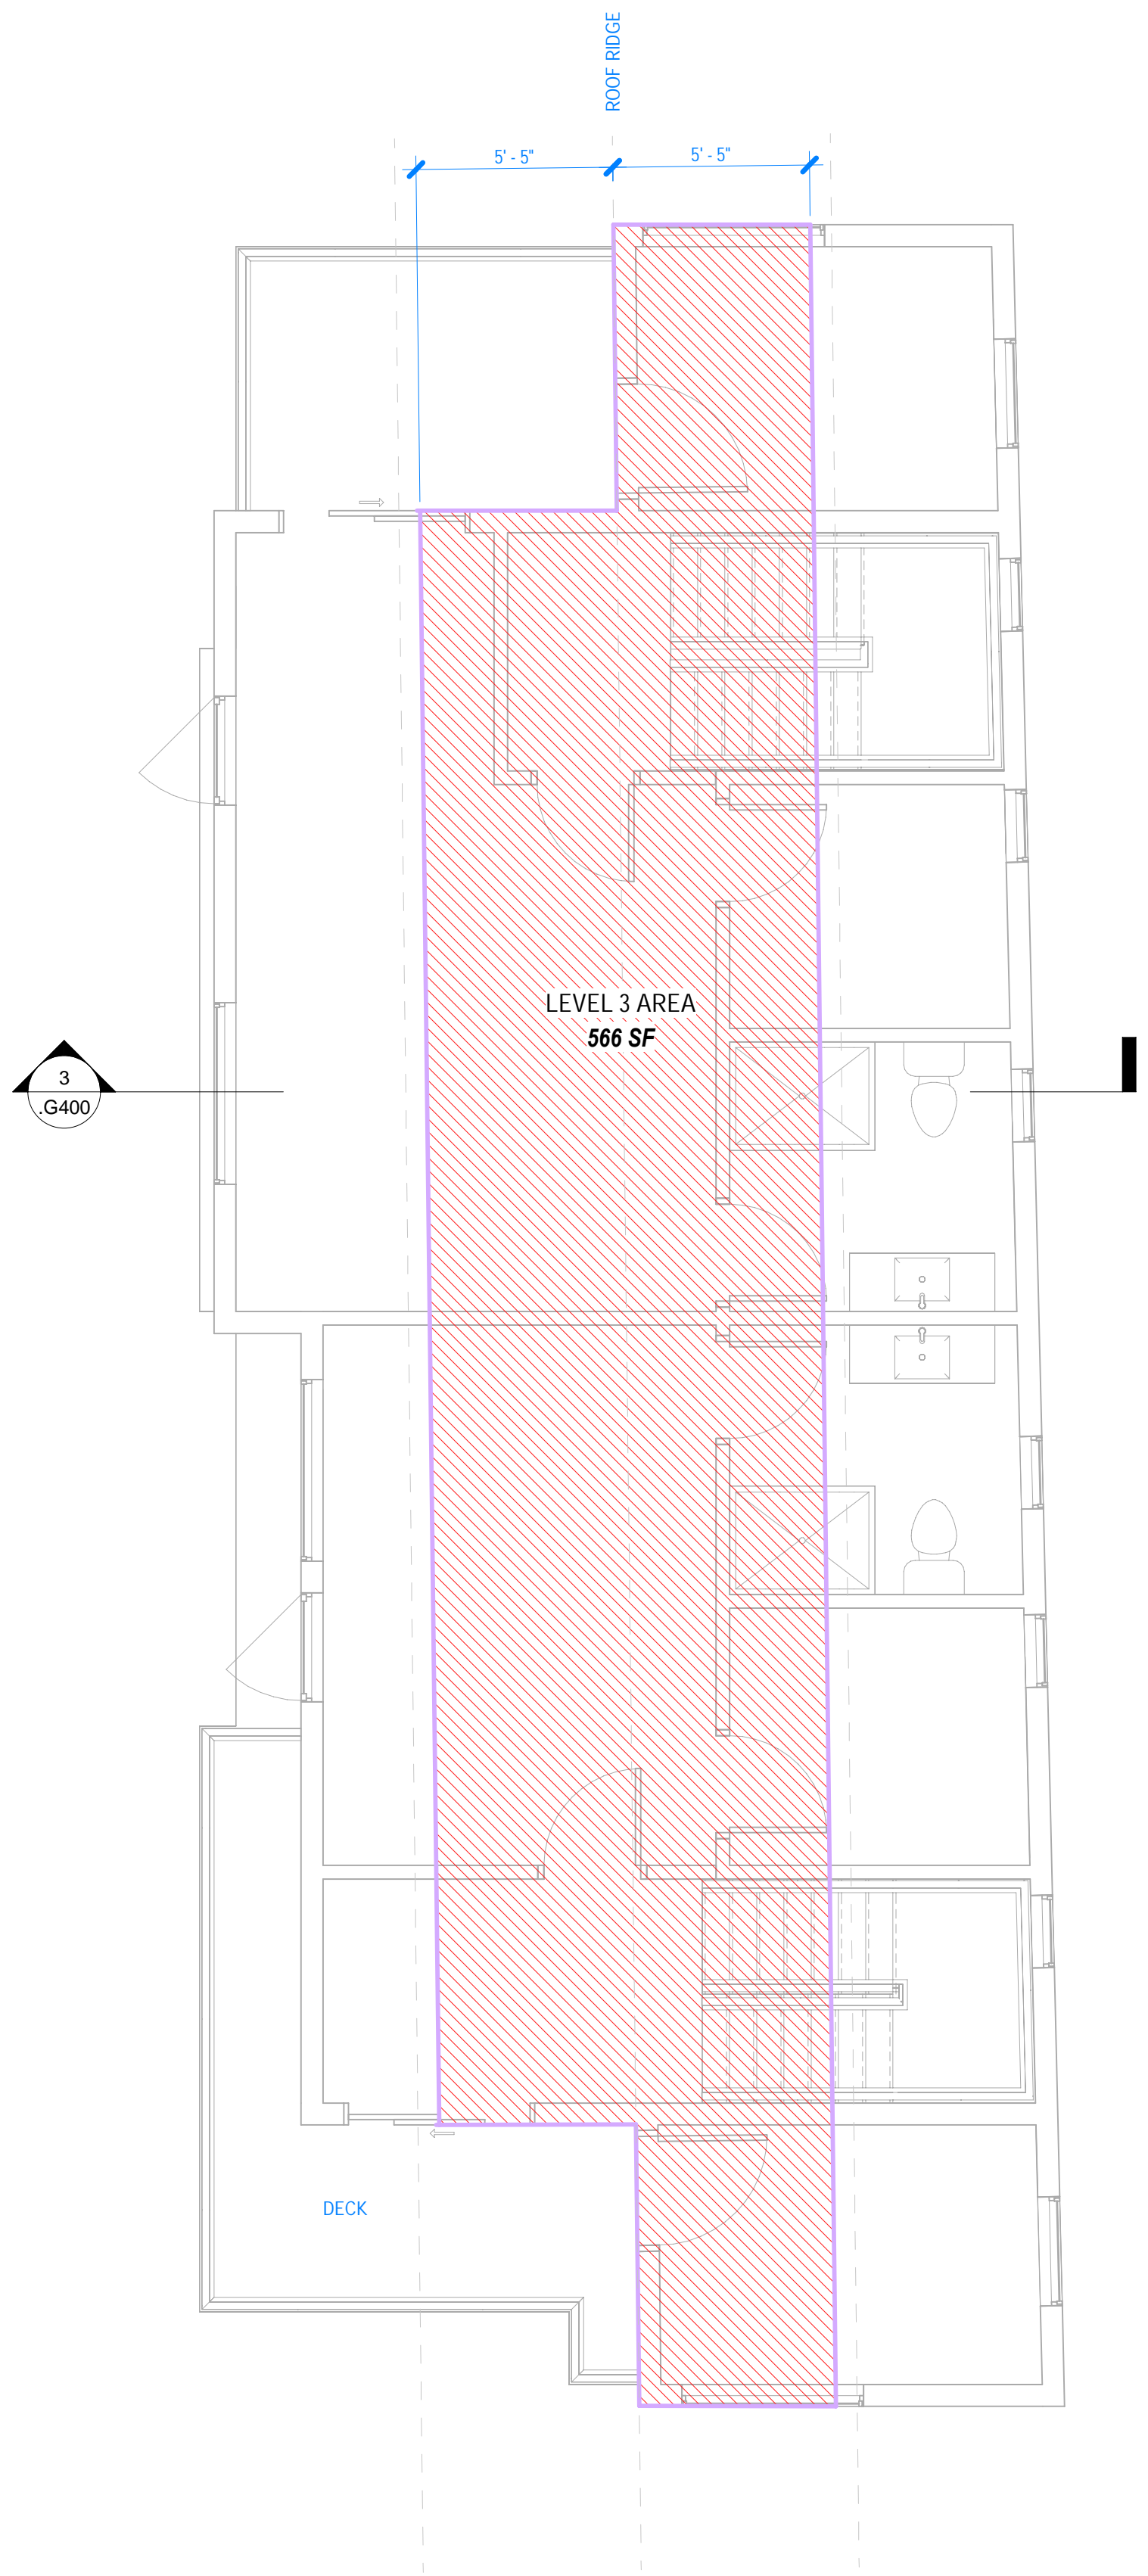 ROOF RIDGE
5' - 5"
5' - 5"
LEVEL 3 AREA
566 SF
3
.G400
DECK